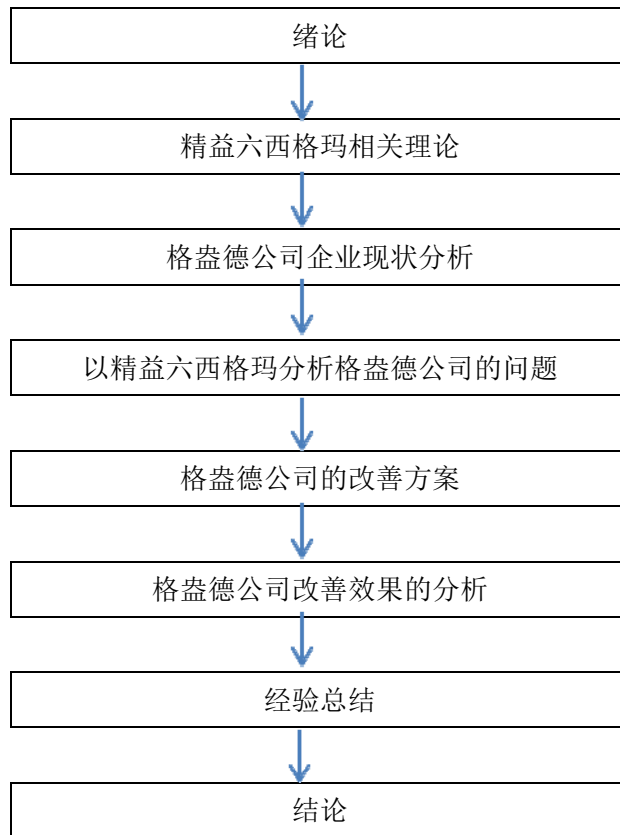 绪论
精益六西格玛相关理论
格盎德公司企业现状分析
以精益六西格玛分析格盎德公司的问题
格盎德公司的改善方案
格盎德公司改善效果的分析
经验总结
结论